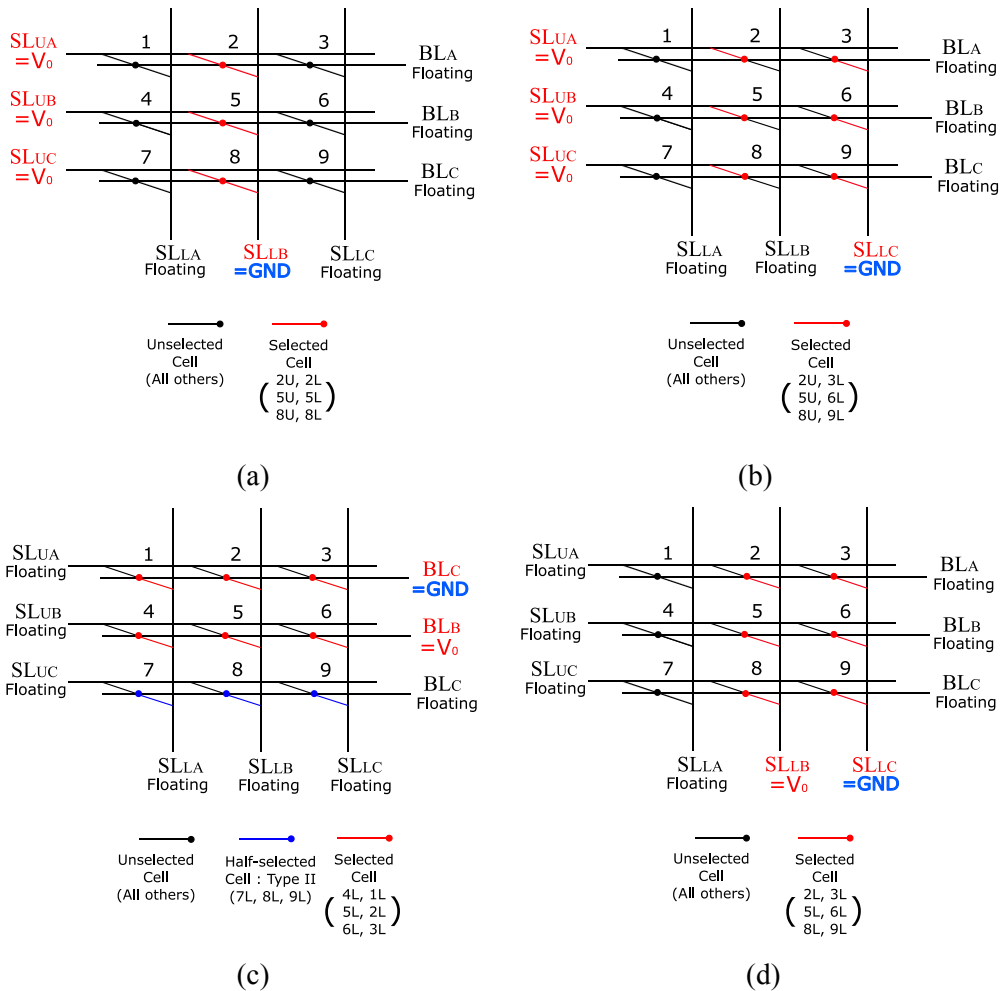 SLUA
=V0
1 2 3
BLA
Floating
SLUB
=V0
4 5 6
BLB
Floating
SLUC
=V0
7 8 9
BLC
Floating
SLLA
Floating
SLLB
=GND
SLLC
Floating
Unselected
Cell
(All others)
Selected
Cell
( 2U, 2L
5U, 5L
8U, 8L )
(a)
SLUA
=V0
1 2 3
BLA
Floating
SLUB
=V0
4 5 6
BLB
Floating
SLUC
=V0
7 8 9
BLC
Floating
SLLA
Floating
SLLB
Floating
SLLC
=GND
Unselected
Cell
(All others)
Selected
Cell
( 2U, 3L
5U, 6L
8U, 9L )
(b)
SLUA
Floating
1 2 3
BLC
=GND
SLUB
Floating
4 5 6
BLB
=V0
SLUC
Floating
7 8 9
BLC
Floating
SLLA
Floating
SLLB
Floating
SLLC
Floating
Unselected
Cell
(All others)
Half-selected
Cell : Type II
(7L, 8L, 9L)
Selected
Cell
( 4L, 1L
5L, 2L
6L, 3L )
(c)
SLUA
Floating
1 2 3
BLA
Floating
SLUB
Floating
4 5 6
BLB
Floating
SLUC
Floating
7 8 9
BLC
Floating
SLLA
Floating
SLLB
=V0
SLLC
=GND
Unselected
Cell
(All others)
Selected
Cell
( 2L, 3L
5L, 6L
8L, 9L )
(d)